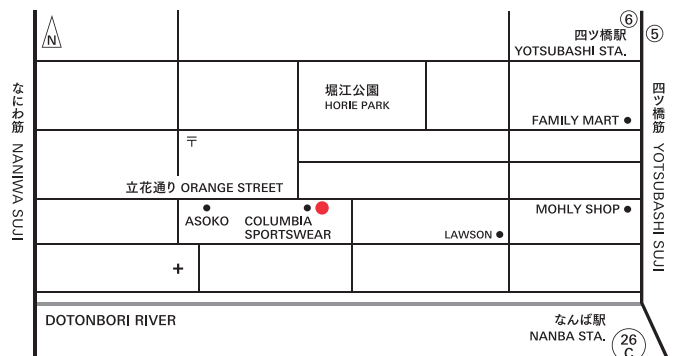 N
⑥
⑤
四ツ橋駅
YOTSUBASHI STA.
堀江公園
HORIE PARK
なにわ筋 NANIWA SUJI
四ツ橋筋 YOTSUBASHI SUJI
FAMILY MART
〒
立花通り ORANGE STREET
ASOKO
COLUMBIA
SPORTSWEAR
MOHLY SHOP
LAWSON
DOTONBORI RIVER
なんば駅
NANBA STA.
26
C